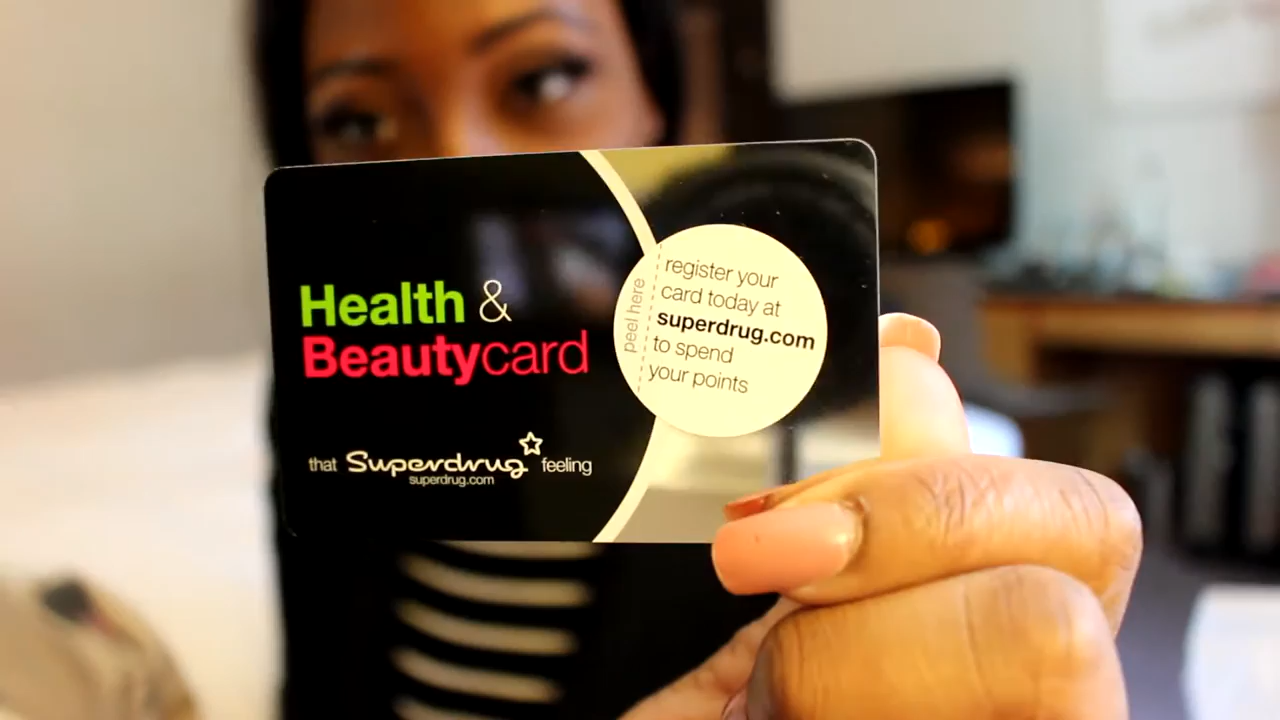 Health &
Beautycard
that Superdrug feeling
superdrug.com
peel here
register your
card today at
superdrug.com
to spend
your points